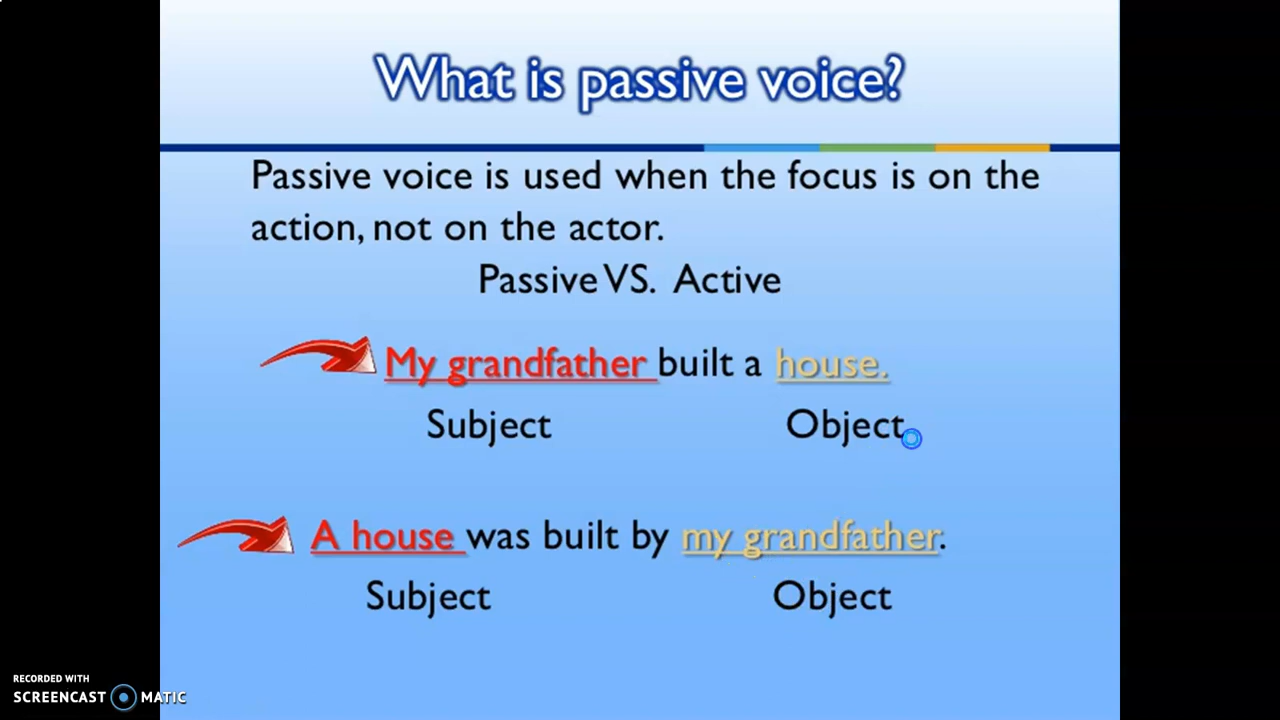 What is passive voice?
Passive voice is used when the focus is on the
action, not on the actor.
Passive VS. Active
My grandfather built a house.
Subject Object
A house was built by my grandfather.
Subject Object
RECORDED WITH
SCREENCAST MATIC